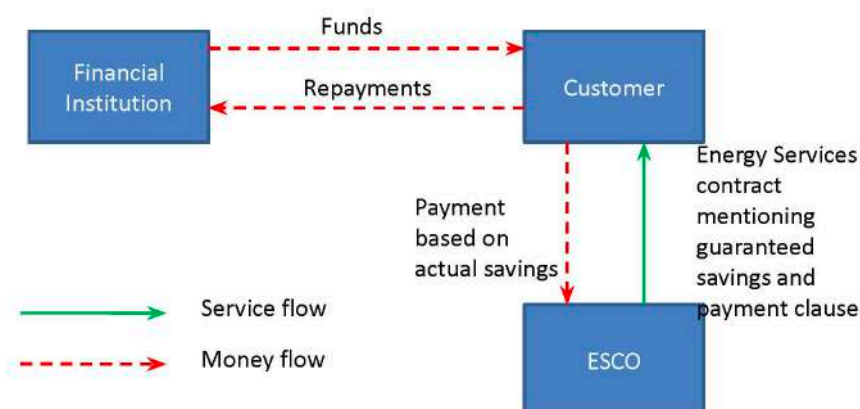 Funds
Financial
Institution
Repayments
Customer
Payment
based on
actual savings
Energy Services
contract
mentioning
guaranteed
savings and
payment clause
Service flow
Money flow
ESCO